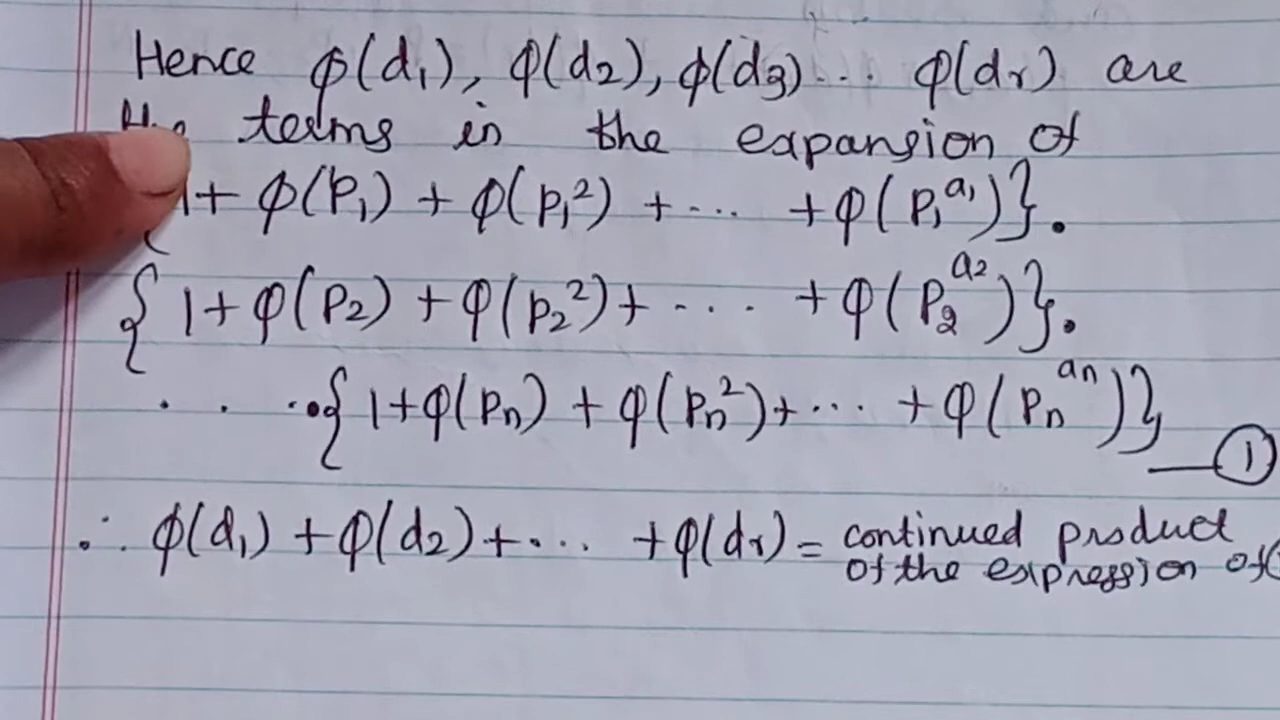 Hence φ(d₁), φ(d₂), φ(d₃)... φ(dr) are
terms in the expansion of
1+ φ(p₁) + φ(p₁²) + ... + φ(p₁^a₁)}.
{1+φ(p₂) + φ(p₂²) + .... + φ(p₂^a₂)}.
. . ..{1+φ(pn) + φ(pn²)+... + φ(pn^an)} —①
∴ φ(d₁) + φ(d₂) +.... + φ(dr) = continued product
of the expression of